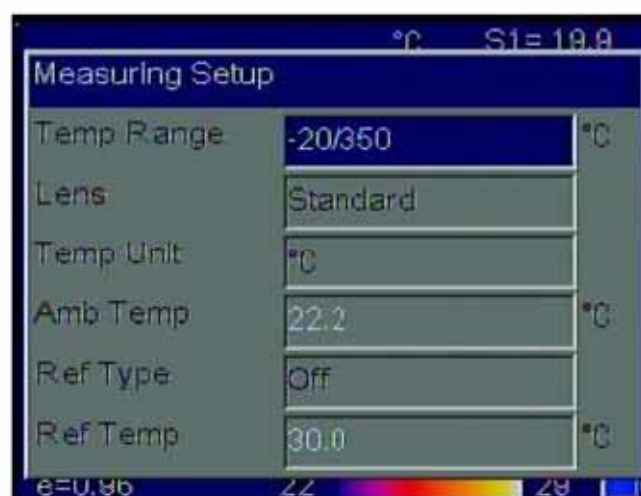 °C S1= 19.9
Measuring Setup
Temp Range -20/350 °C
Lens Standard
Temp Unit °C
Amb Temp 22.2 °C
Ref Type Off
Ref Temp 30.0 °C
e=0.96 22 29